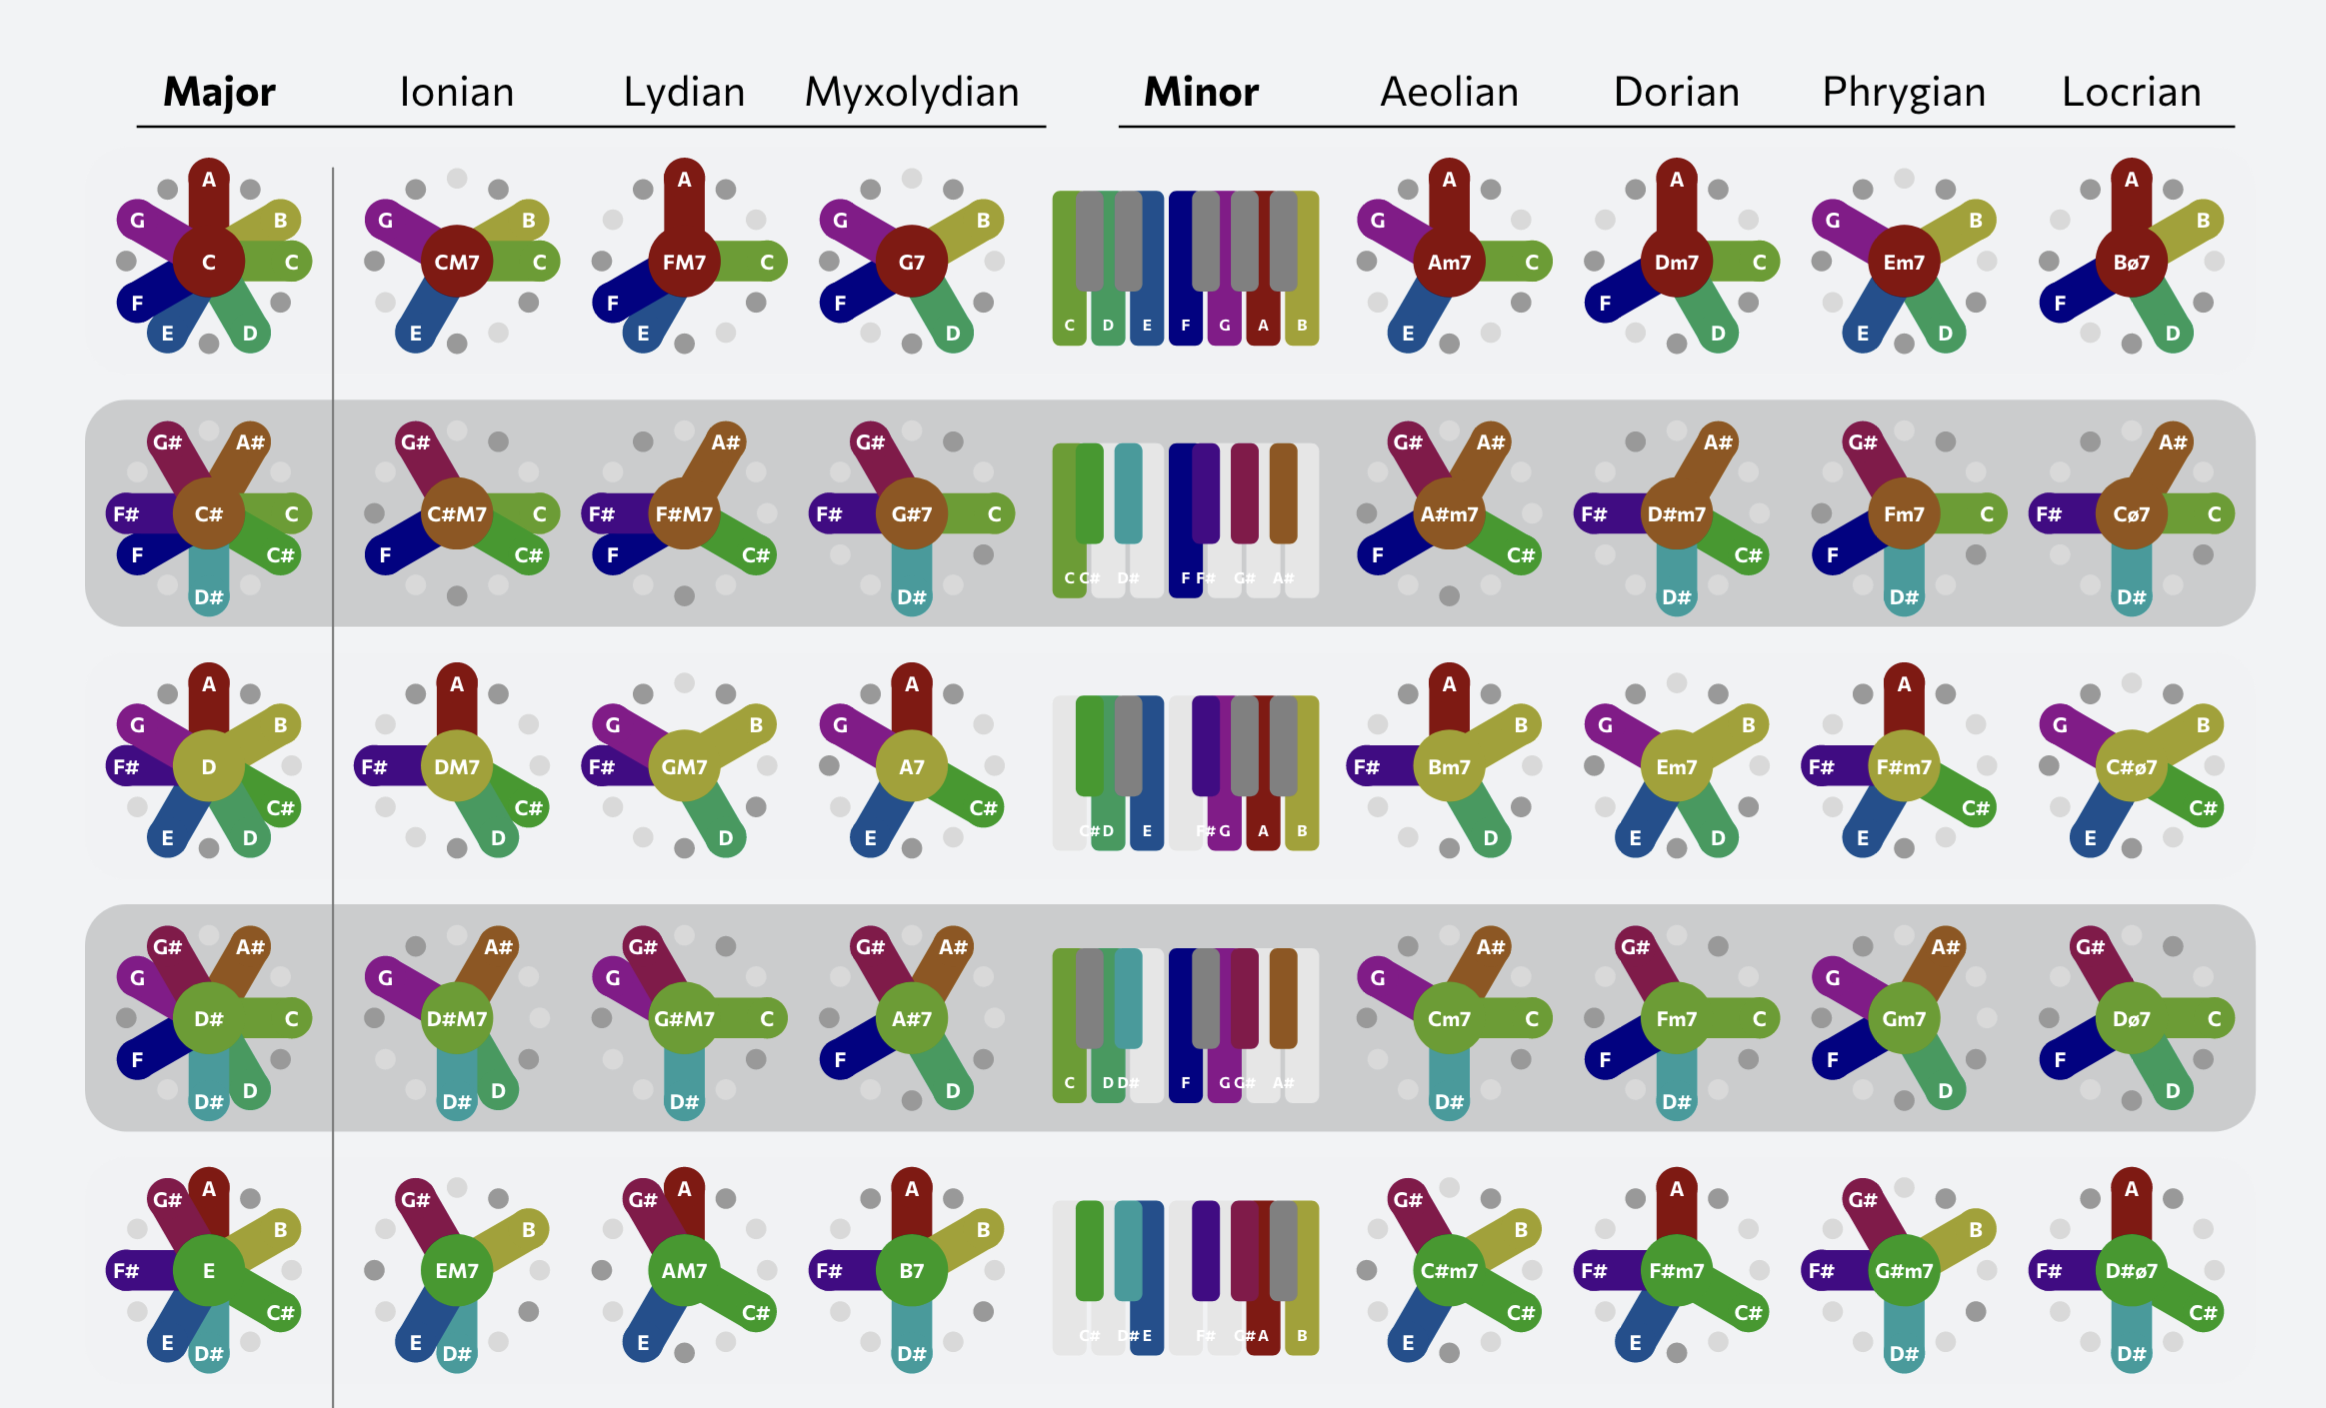 Major Ionian Lydian Myxolydian Minor Aeolian Dorian Phrygian Locrian
A A A A A
G B G B G B G G B G B B
C C CM7 C FM7 C G7 Am7 C Dm7 C Em7 Bø7
F F F F F
E D E E D C D E F G A B E D E D D
G# A# G# A# G# G# A# A# G# A#
F# C# C C#M7 C F# F#M7 F# G#7 C A#m7 F# D#m7 Fm7 C F# Cø7 C
F C# F C# F C# F C# C# F
D# D# C C# D# F F# G# A# D# D# D#
A A A A A
G B G B G B G B G B
F# D F# DM7 F# GM7 A7 F# Bm7 Em7 F# F#m7 C#ø7
C# C# C# C# C#
E D D D E C# D E F# G A B D E D E E
G# A# A# G# G# A# A# G# A# G#
G G G G G
D# C D#M7 G#M7 C A#7 Cm7 C Fm7 C Gm7 Dø7 C
F F F F F
D# D D# D D# D C D D# F G G# A# D# D# D D
G# A G# G# A A G# A G# A
B B B B B
F# E EM7 AM7 F# B7 C#m7 F# F#m7 F# G#m7 F# D#ø7
C# C# C# C# C#
E D# E D# E D# C# D# E F# G# A B E E D# D#